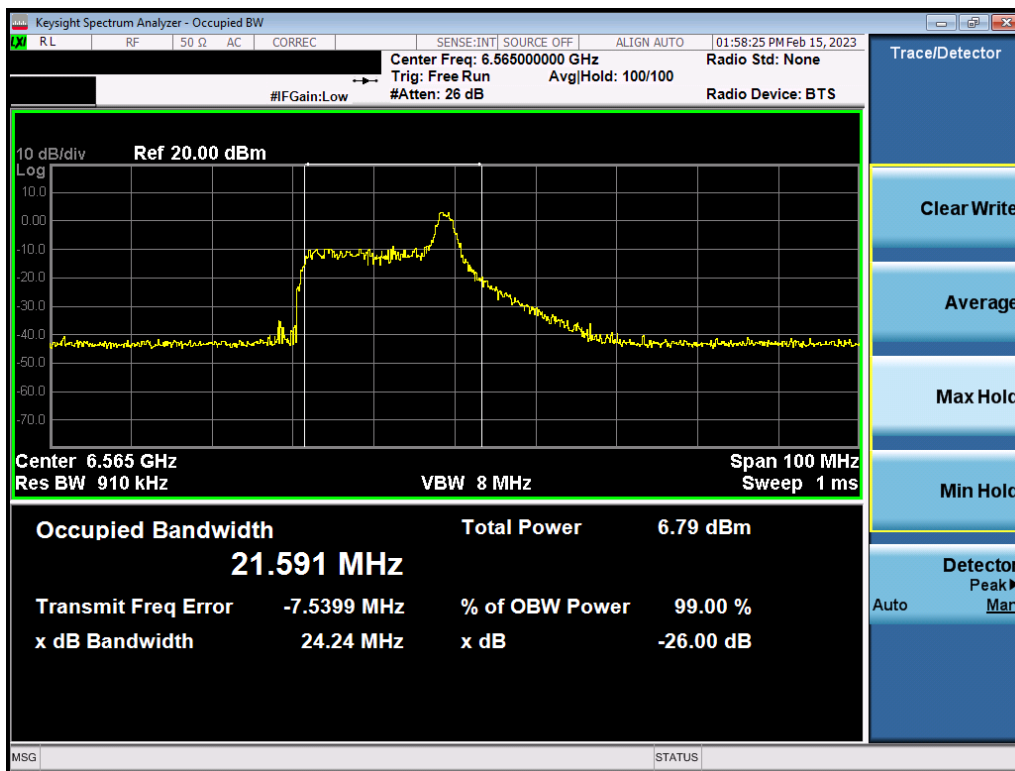 Keysight Spectrum Analyzer - Occupied BW
LXI RL RF 50 Ω AC CORREC SENSE:INT SOURCE OFF ALIGN AUTO 01:58:25 PM Feb 15, 2023
Center Freq: 6.565000000 GHz Radio Std: None
Trig: Free Run Avg|Hold: 100/100
#IFGain:Low #Atten: 26 dB Radio Device: BTS
Trace/Detector
10 dB/div Ref 20.00 dBm
Log
10.0
0.00
-10.0
-20.0
-30.0
-40.0
-50.0
-60.0
-70.0
Center 6.565 GHz Span 100 MHz
Res BW 910 kHz VBW 8 MHz Sweep 1 ms
Occupied Bandwidth Total Power 6.79 dBm
21.591 MHz
Transmit Freq Error -7.5399 MHz % of OBW Power 99.00 %
x dB Bandwidth 24.24 MHz x dB -26.00 dB
Clear Write
Average
Max Hold
Min Hold
Detector
Peak
Auto Man
MSG STATUS